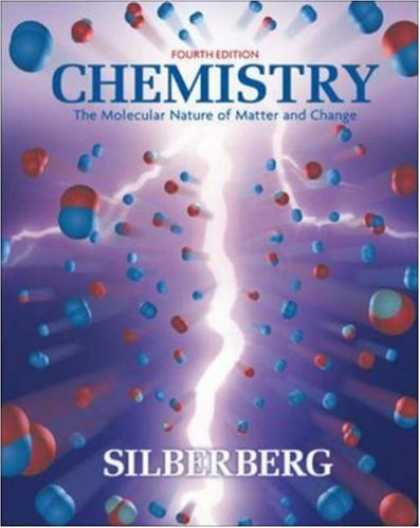 FOURTH EDITION
CHEMISTRY
The Molecular Nature of Matter and Change
SILBERBERG